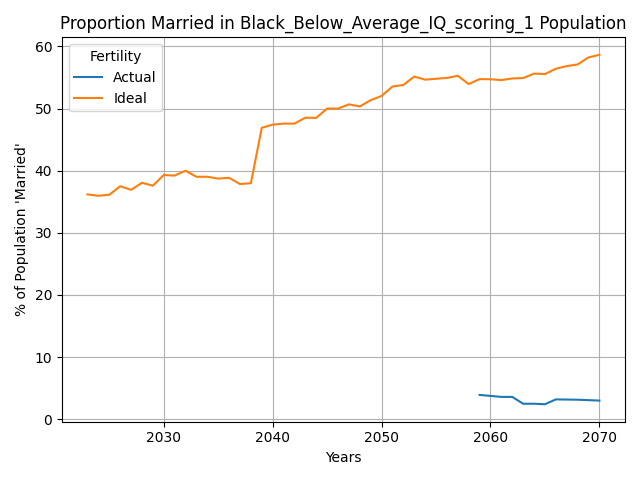 Proportion Married in Black_Below_Average_IQ_scoring_1 Population
Fertility
Actual
Ideal
% of Population 'Married'
60
50
40
30
20
10
0
2030 2040 2050 2060 2070
Years